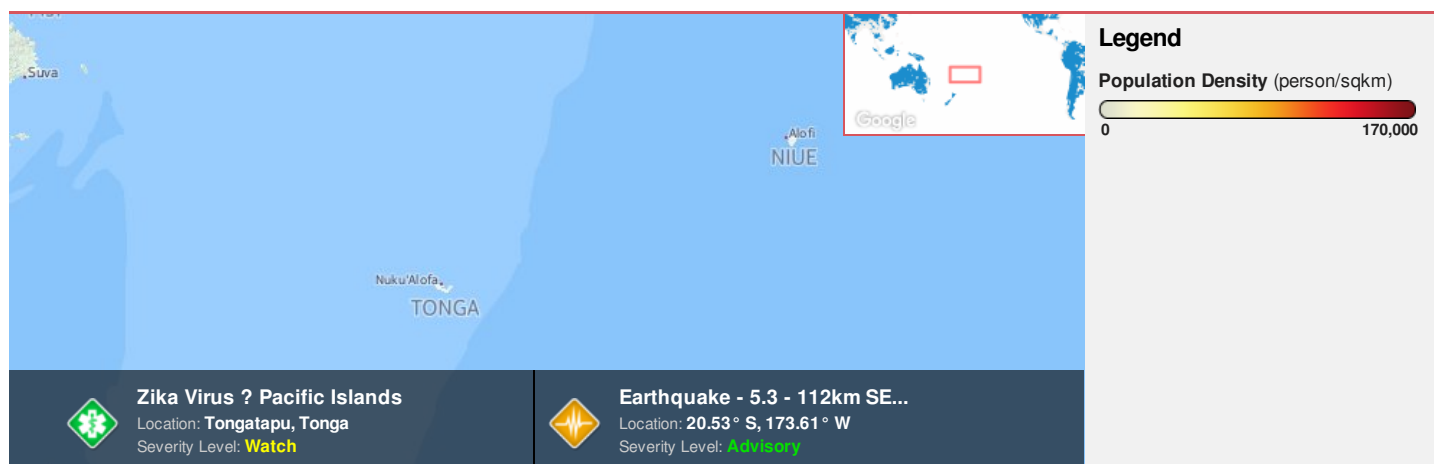 Suva
Alofi
NIUE
Nuku'Alofa
TONGA
Google
Legend
Population Density (person/sqkm)
0 170,000
Zika Virus ? Pacific Islands
Location: Tongatapu, Tonga
Severity Level: Watch
Earthquake - 5.3 - 112km SE...
Location: 20.53° S, 173.61° W
Severity Level: Advisory